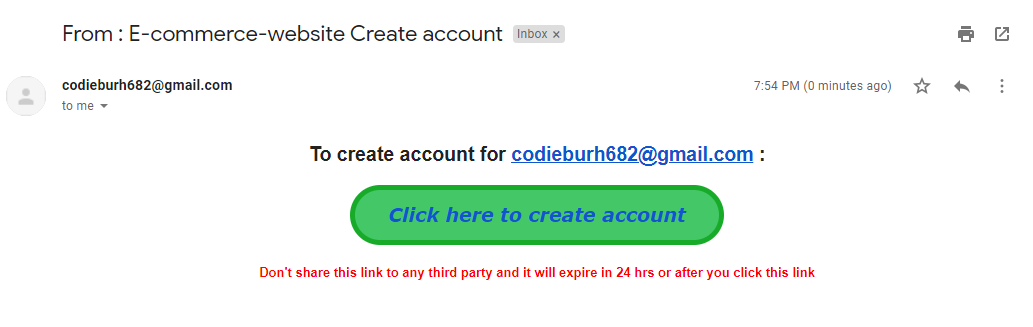 From : E-commerce-website Create account Inbox x
codieburh682@gmail.com 7:54 PM (0 minutes ago)
to me
To create account for codieburh682@gmail.com :
Click here to create account
Don't share this link to any third party and it will expire in 24 hrs or after you click this link